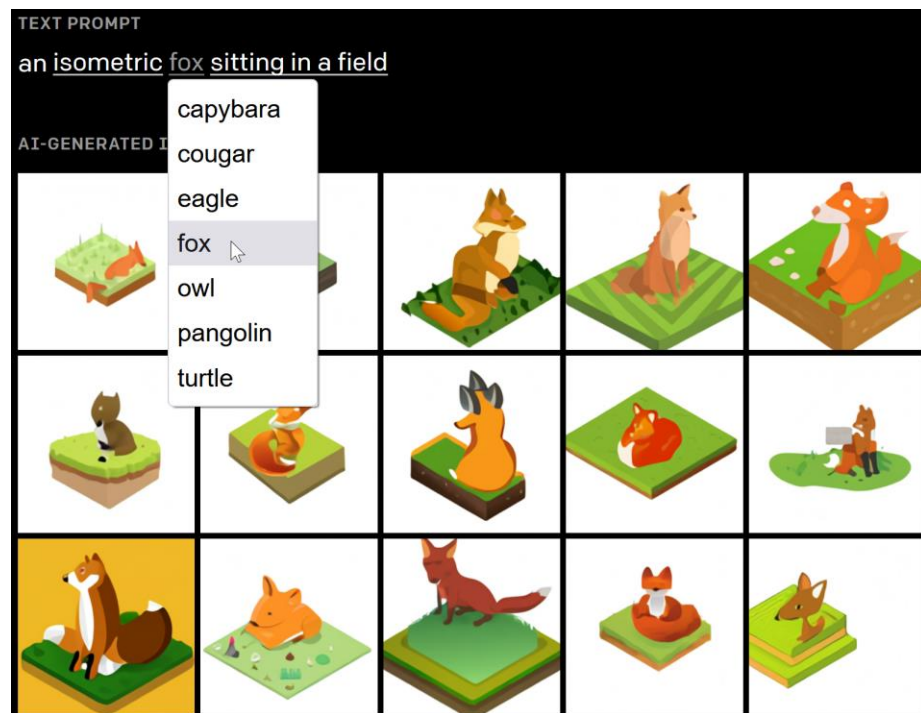 TEXT PROMPT
an isometric fox sitting in a field
capybara
AI-GENERATED I
cougar
eagle
fox
owl
pangolin
turtle